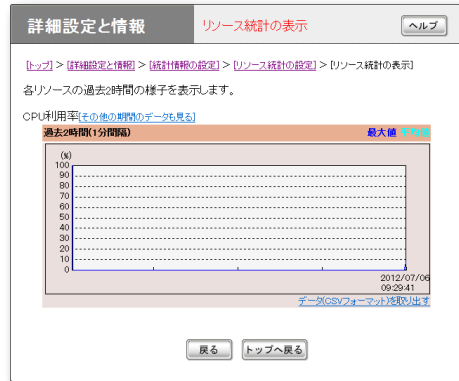 詳細設定と情報
リソース統計の表示
ヘルプ
[トップ] > [詳細設定と情報] > [統計情報の設定] > [リソース統計の設定] > [リソース統計の表示]
各リソースの過去2時間の様子を表示します。
CPU利用率[その他の期間のデータも見る]
過去2時間(1分間隔)
最大値 平均値
(%)
100
90
80
70
60
50
40
30
20
10
0
2012/07/06
09:29:41
データ(CSVフォーマット)を取り出す
戻る
トップへ戻る